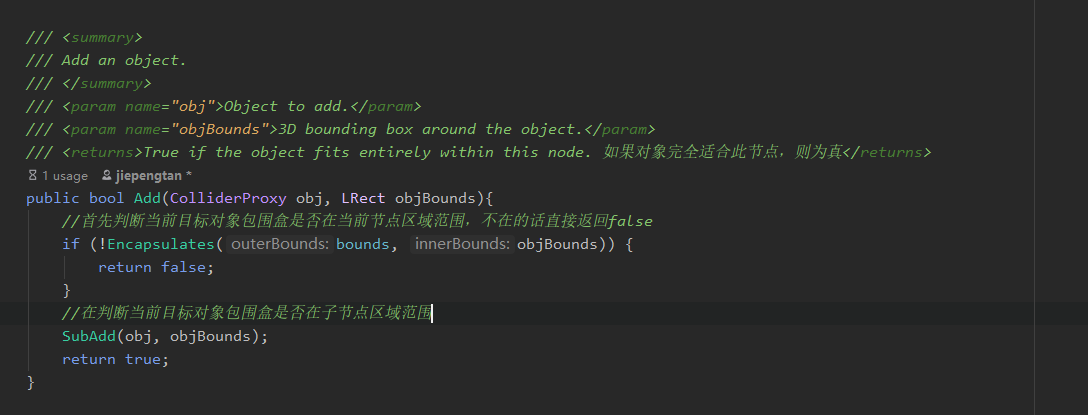 /// <summary>
/// Add an object.
/// </summary>
/// <param name="obj">Object to add.</param>
/// <param name="objBounds">3D bounding box around the object.</param>
/// <returns>True if the object fits entirely within this node. 如果对象完全适合此节点，则为真</returns>
1 usage jiepengtan *
public bool Add(ColliderProxy obj, LRect objBounds){
//首先判断当前目标对象包围盒是否在当前节点区域范围，不在的话直接返回false
if (!Encapsulates( outerBounds: bounds, innerBounds: objBounds)) {
return false;
}
//在判断当前目标对象包围盒是否在子节点区域范围
SubAdd(obj, objBounds);
return true;
}